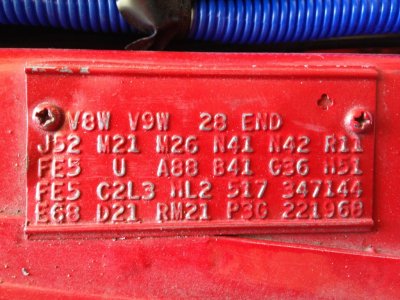 V8W V9W 28 END
J52 M21 M26 N41 N42 R11
FE5 U A88 B41 G36 H51
FE5 C2L3 HL2 517 347144
E68 D21 RM21 P3G 221968